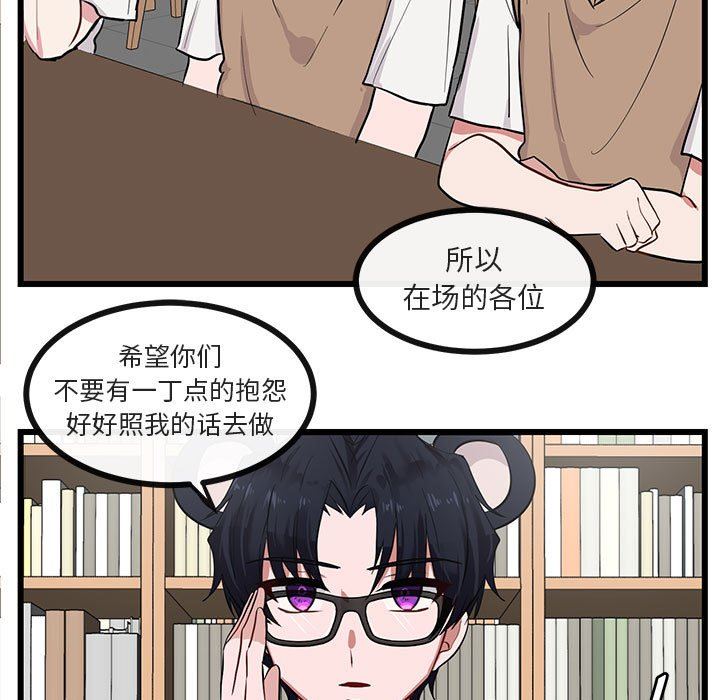 所以
在场的各位
希望你们
不要有一丁点的抱怨
好好照我的话去做